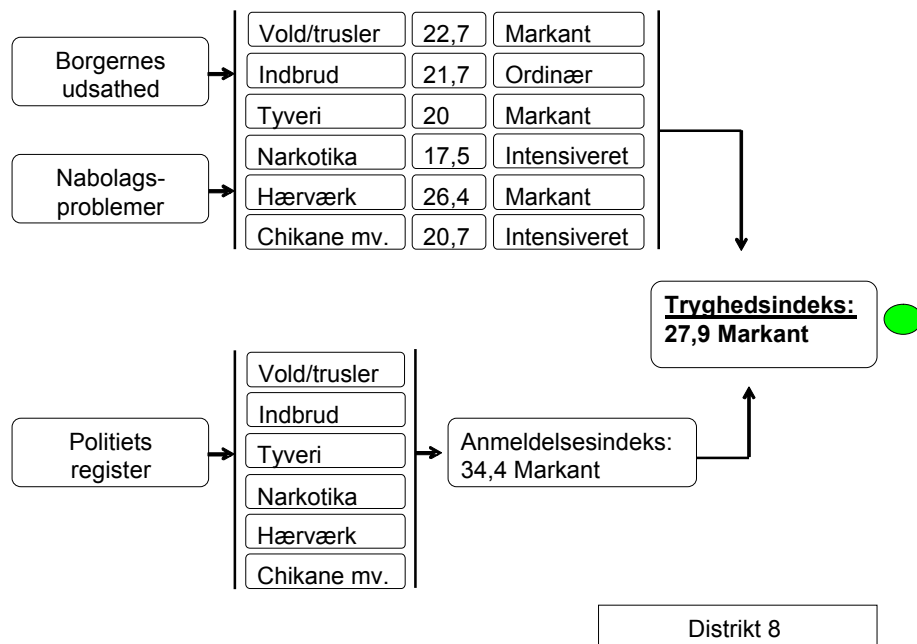 Borgernes
udsathed
Nabolags-
problemer
Vold/trusler 22,7 Markant
Indbrud 21,7 Ordinær
Tyveri 20 Markant
Narkotika 17,5 Intensiveret
Hærværk 26,4 Markant
Chikane mv. 20,7 Intensiveret
Tryghedsindeks:
27,9 Markant
Politiets
register
Vold/trusler
Indbrud
Tyveri
Narkotika
Hærværk
Chikane mv.
Anmeldelsesindeks:
34,4 Markant
Distrikt 8